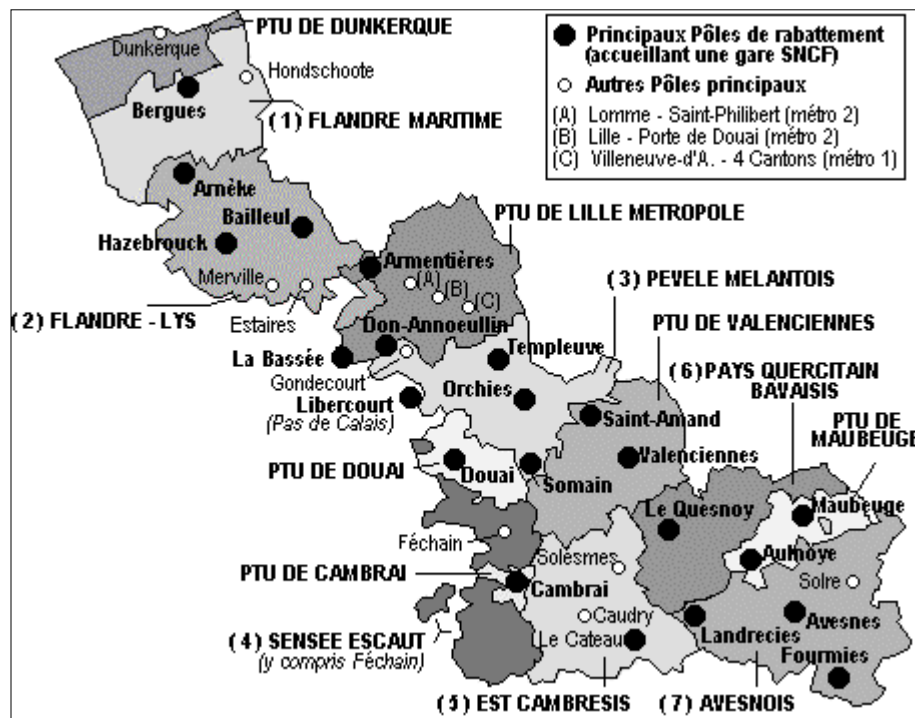 PTU DE DUNKERQUE
Dunkerque
Hondschoote
Bergues
(1) FLANDRE MARITIME
Principaux Pôles de rabattement
(accueillant une gare SNCF)
Autres Pôles principaux
(A) Lomme - Saint-Philibert (métro 2)
(B) Lille - Porte de Douai (métro 2)
(C) Villeneuve-d'A. - 4 Cantons (métro 1)
Arnèke
Bailleul
PTU DE LILLE METROPOLE
Hazebrouck
Armentières
Merville
(A)
(B)
(C)
(3) PEVELE MELANTOIS
(2) FLANDRE - LYS
Estaires
Don-Annoeullin
PTU DE VALENCIENNES
La Bassée
Templeuve
(6) PAYS QUERCITAIN
BAVAISIS
Gondecourt
Orchies
Libercourt
(Pas de Calais)
Saint-Amand
PTU DE
MAUBEUGE
PTU DE DOUAI
Douai
Somain
Valenciennes
Le Quesnoy
Maubeuge
Féchain
Solesmes
Aulnoye
Solre
PTU DE CAMBRAI
Cambrai
Caudry
Avesnes
(4) SENSEE ESCAUT
(y compris Féchain)
Le Cateau
Landrecies
Fourmies
(5) EST CAMBRESIS
(7) AVESNOIS